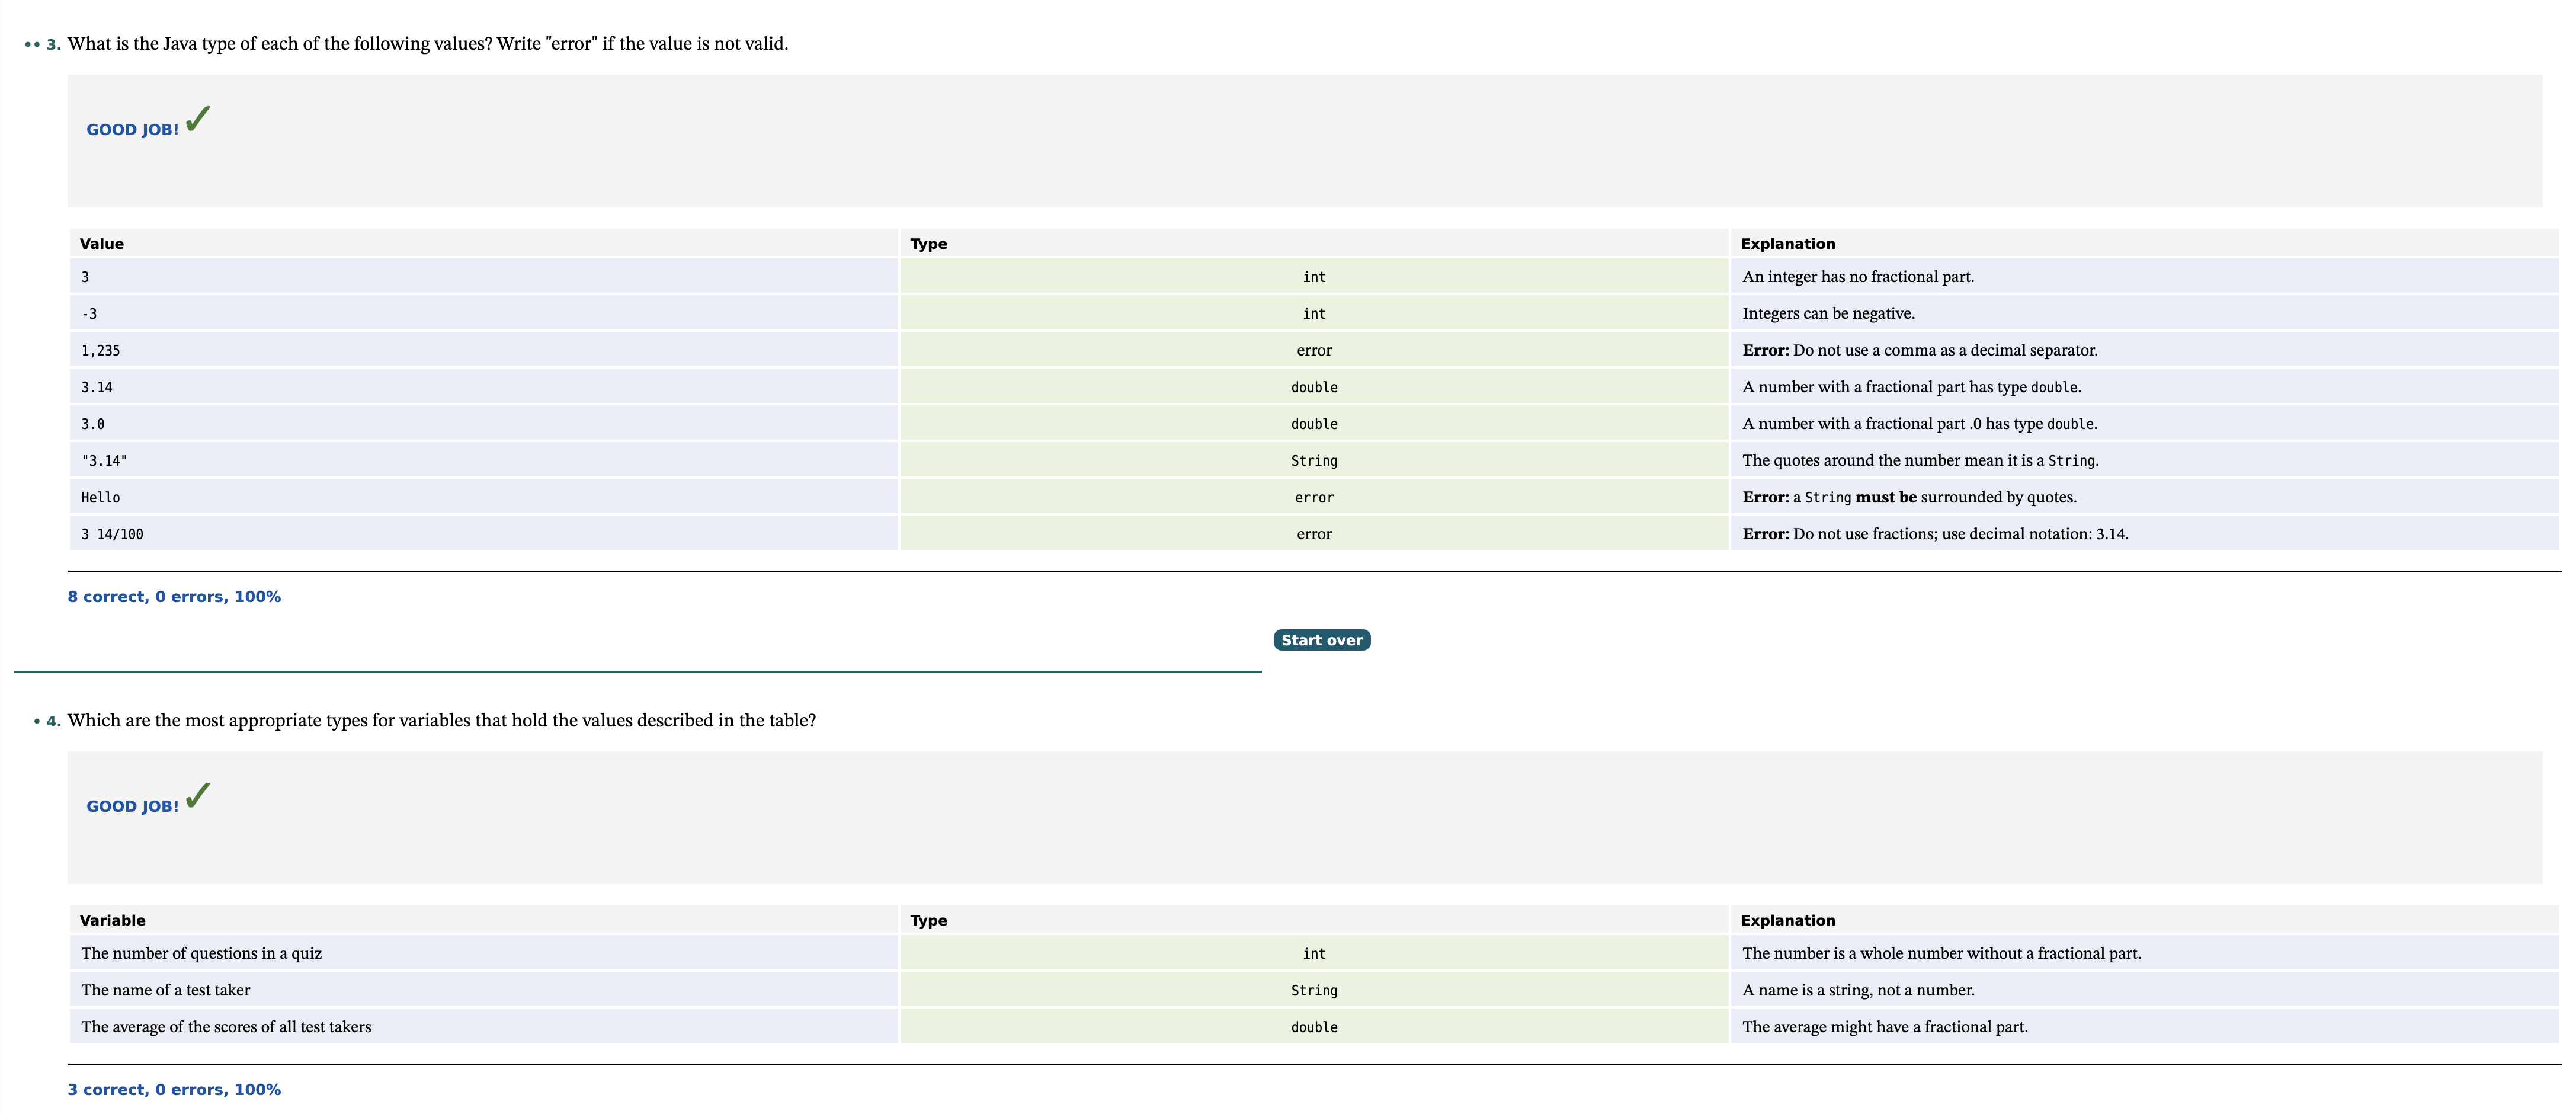 •• 3. What is the Java type of each of the following values? Write "error" if the value is not valid.
GOOD JOB! ✓
Value Type Explanation
3 int An integer has no fractional part.
-3 int Integers can be negative.
1,235 error Error: Do not use a comma as a decimal separator.
3.14 double A number with a fractional part has type double.
3.0 double A number with a fractional part .0 has type double.
"3.14" String The quotes around the number mean it is a String.
Hello error Error: a String must be surrounded by quotes.
3 14/100 error Error: Do not use fractions; use decimal notation: 3.14.
8 correct, 0 errors, 100%
Start over
• 4. Which are the most appropriate types for variables that hold the values described in the table?
GOOD JOB! ✓
Variable Type Explanation
The number of questions in a quiz int The number is a whole number without a fractional part.
The name of a test taker String A name is a string, not a number.
The average of the scores of all test takers double The average might have a fractional part.
3 correct, 0 errors, 100%